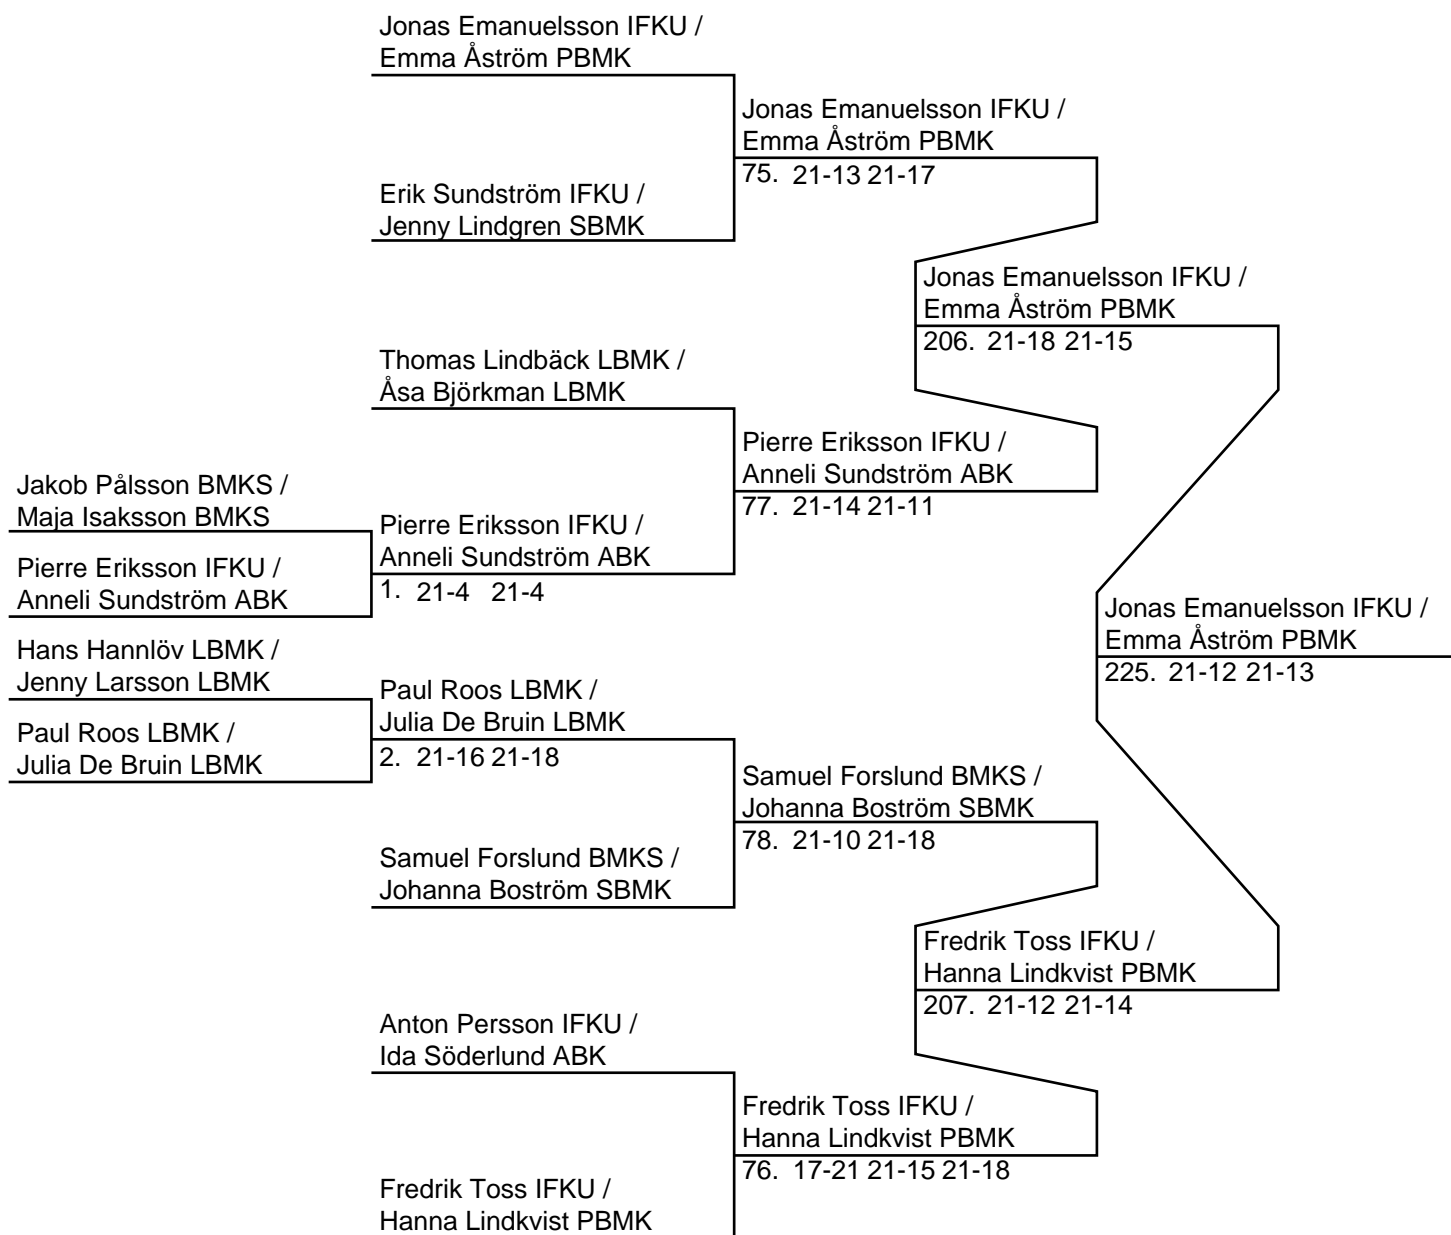 Jonas Emanuelsson IFKU /
Emma Åström PBMK
Jonas Emanuelsson IFKU /
Emma Åström PBMK
75. 21-13 21-17
Erik Sundström IFKU /
Jenny Lindgren SBMK
Jonas Emanuelsson IFKU /
Emma Åström PBMK
206. 21-18 21-15
Thomas Lindbäck LBMK /
Åsa Björkman LBMK
Pierre Eriksson IFKU /
Anneli Sundström ABK
77. 21-14 21-11
Jakob Pålsson BMKS /
Maja Isaksson BMKS
Pierre Eriksson IFKU /
Anneli Sundström ABK
1. 21-4 21-4
Pierre Eriksson IFKU /
Anneli Sundström ABK
Jonas Emanuelsson IFKU /
Emma Åström PBMK
225. 21-12 21-13
Hans Hannlöv LBMK /
Jenny Larsson LBMK
Paul Roos LBMK /
Julia De Bruin LBMK
2. 21-16 21-18
Paul Roos LBMK /
Julia De Bruin LBMK
Samuel Forslund BMKS /
Johanna Boström SBMK
78. 21-10 21-18
Samuel Forslund BMKS /
Johanna Boström SBMK
Fredrik Toss IFKU /
Hanna Lindkvist PBMK
207. 21-12 21-14
Anton Persson IFKU /
Ida Söderlund ABK
Fredrik Toss IFKU /
Hanna Lindkvist PBMK
76. 17-21 21-15 21-18
Fredrik Toss IFKU /
Hanna Lindkvist PBMK